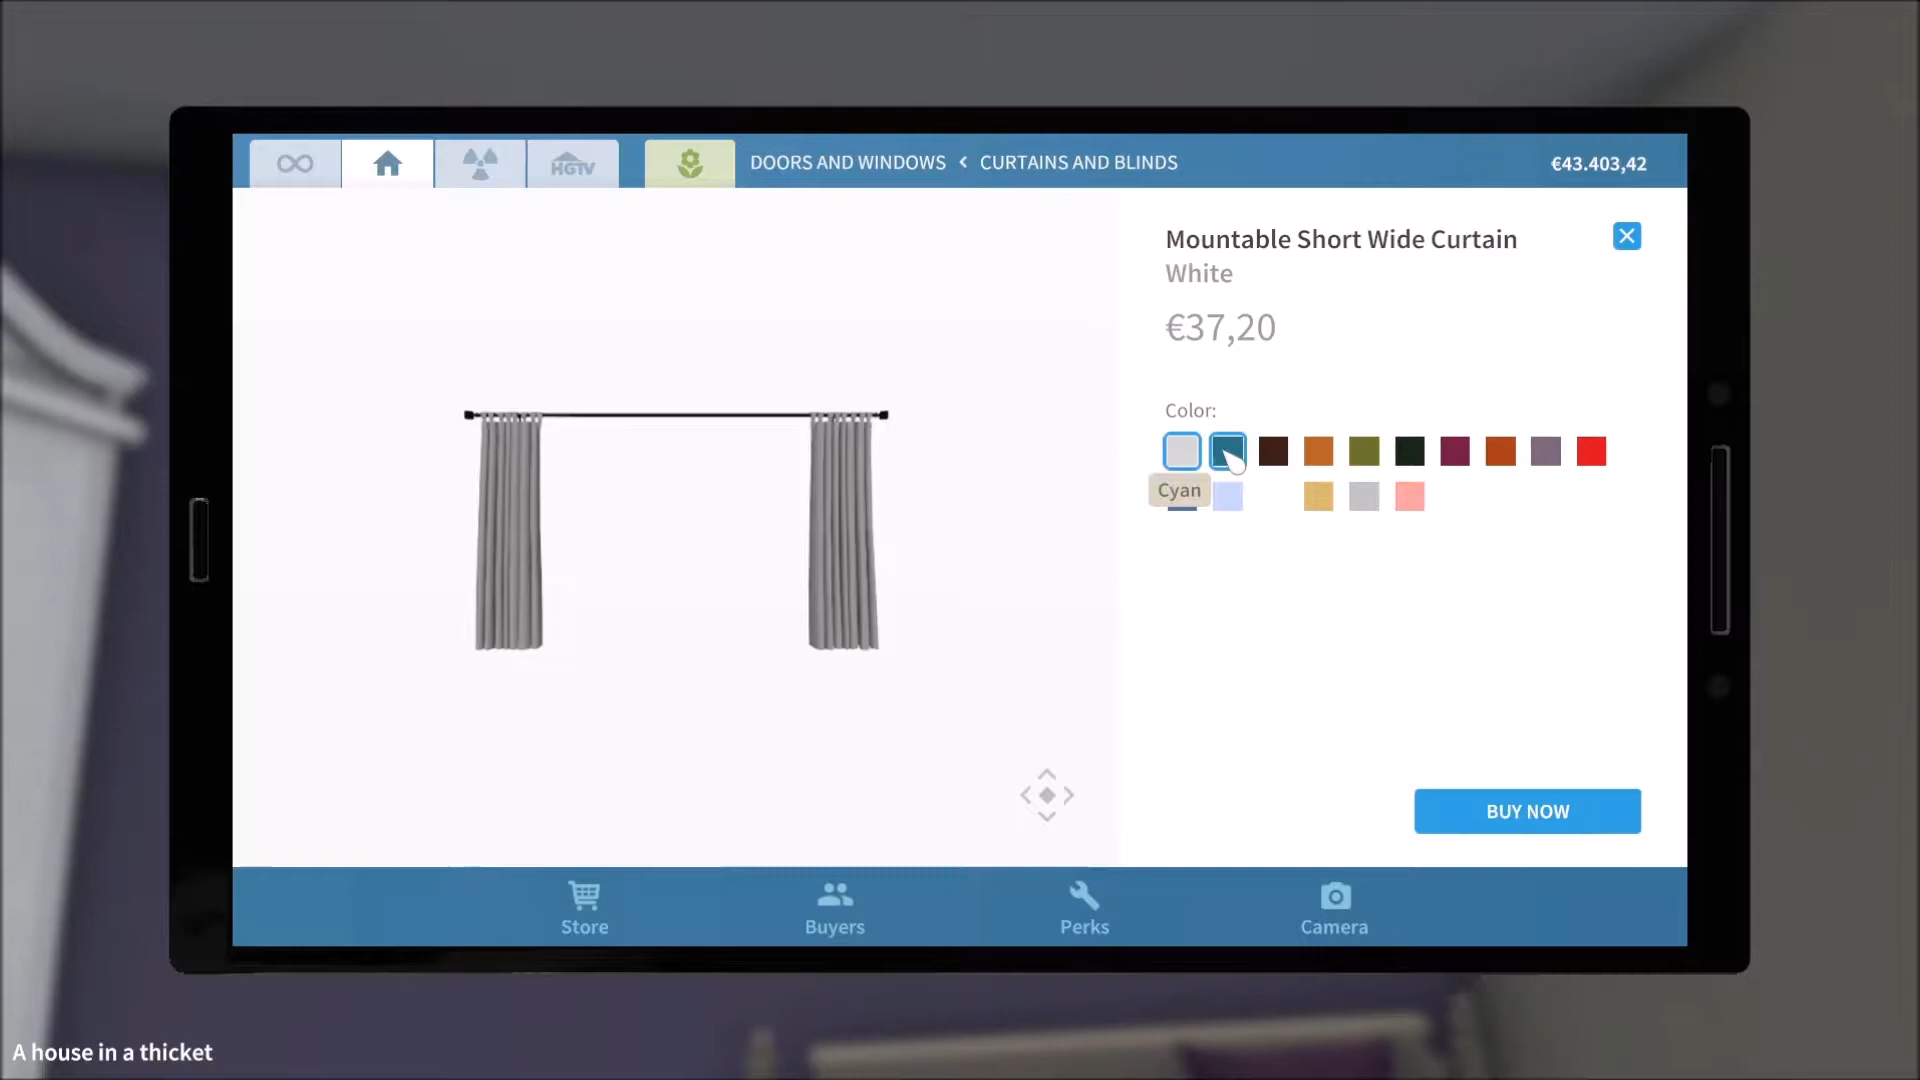 HGTV
DOORS AND WINDOWS < CURTAINS AND BLINDS
€43.403,42
Mountable Short Wide Curtain
White
€37,20
Color:
Cyan
BUY NOW
Store
Buyers
Perks
Camera
A house in a thicket